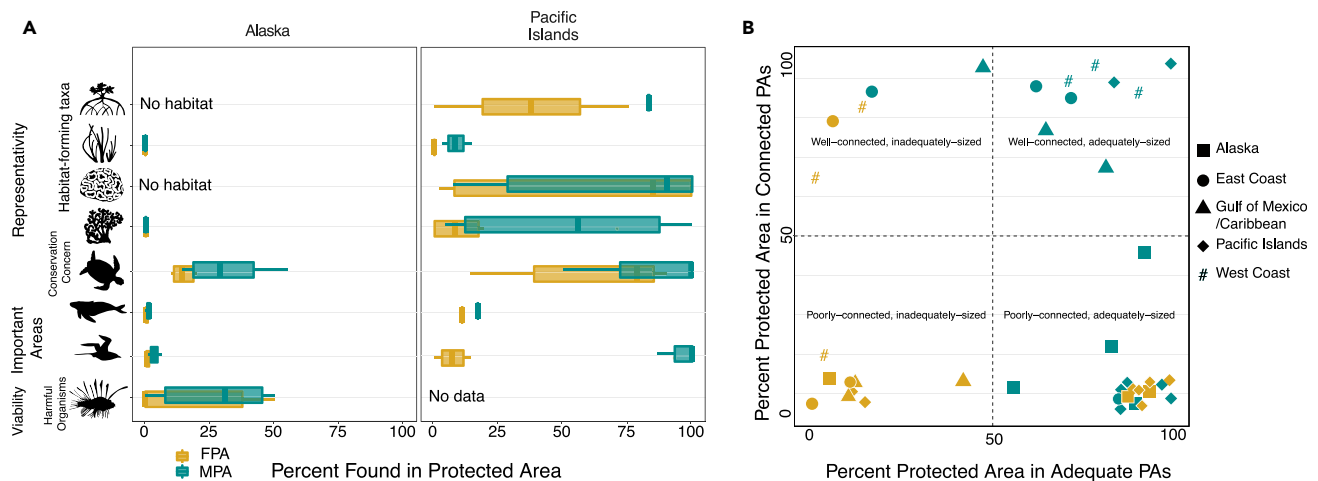 A
Alaska
Pacific
Islands
Representativity
Habitat-forming taxa
No habitat
No habitat
Conservation
Concern
Important
Areas
Viability
Harmful
Organisms
No data
0
25
50
75
100
0
25
50
75
100
FPA
MPA
Percent Found in Protected Area
B
Percent Protected Area in Connected PAs
100
50
0
Well–connected, inadequately–sized
Well–connected, adequately–sized
Poorly–connected, inadequately–sized
Poorly–connected, adequately–sized
0
50
100
Percent Protected Area in Adequate PAs
Alaska
East Coast
Gulf of Mexico
/Caribbean
Pacific Islands
# West Coast